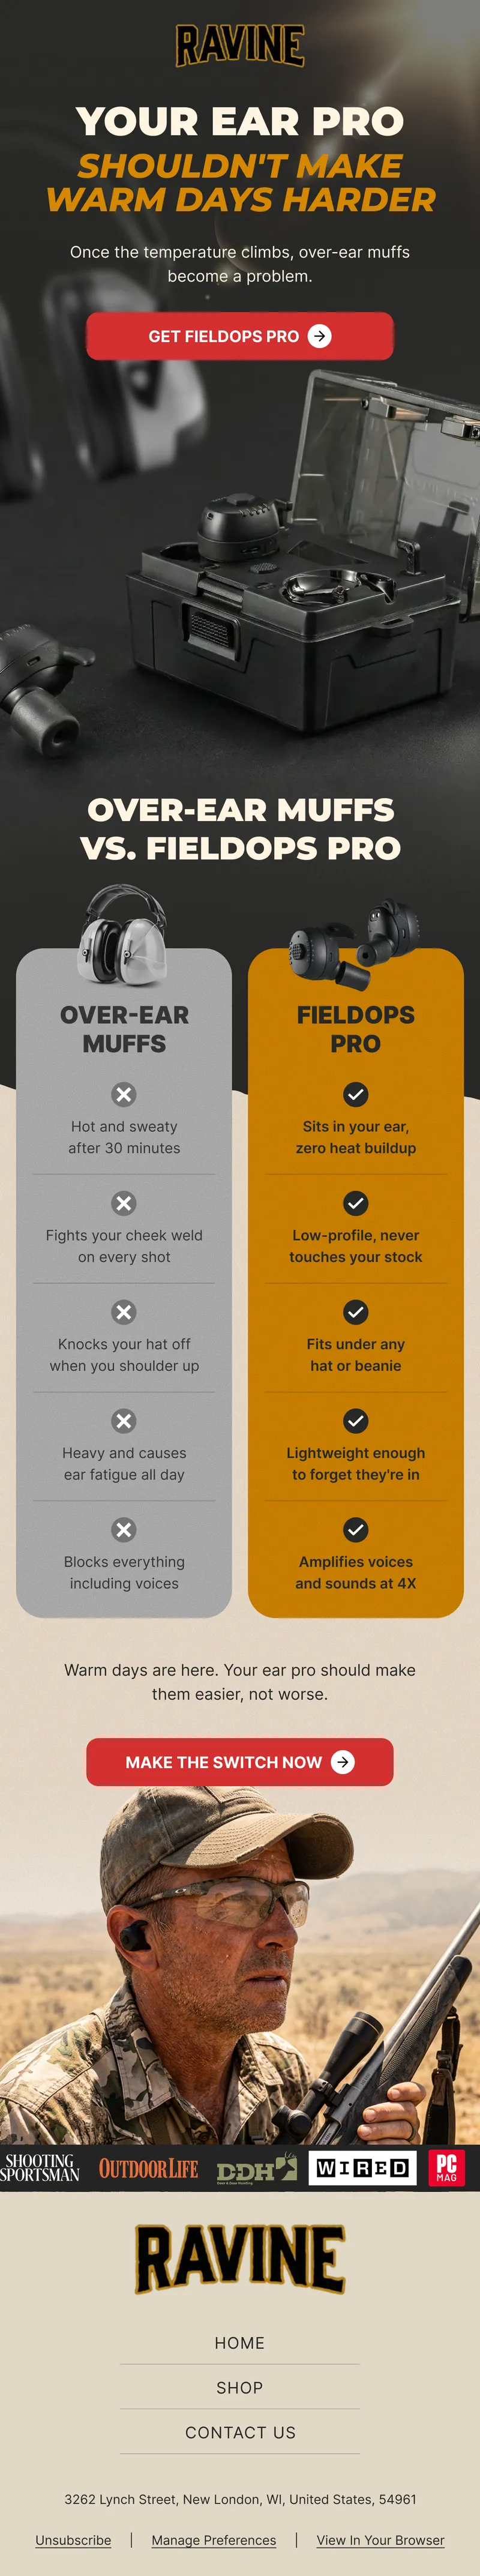 RAVINE
YOUR EAR PRO
SHOULDN'T MAKE
WARM DAYS HARDER
Once the temperature climbs, over-ear muffs
become a problem.
GET FIELDOPS PRO
OVER-EAR MUFFS
VS. FIELDOPS PRO
OVER-EAR
MUFFS
Hot and sweaty
after 30 minutes
Fights your cheek weld
on every shot
Knocks your hat off
when you shoulder up
Heavy and causes
ear fatigue all day
Blocks everything
including voices
FIELDOPS
PRO
Sits in your ear,
zero heat buildup
Low-profile, never
touches your stock
Fits under any
hat or beanie
Lightweight enough
to forget they're in
Amplifies voices
and sounds at 4X
Warm days are here. Your ear pro should make
them easier, not worse.
MAKE THE SWITCH NOW
SHOOTING
SPORTSMAN
OUTDOOR LIFE
DDH
WIRED
PC
MAG
RAVINE
HOME
SHOP
CONTACT US
3262 Lynch Street, New London, WI, United States, 54961
Unsubscribe | Manage Preferences | View In Your Browser